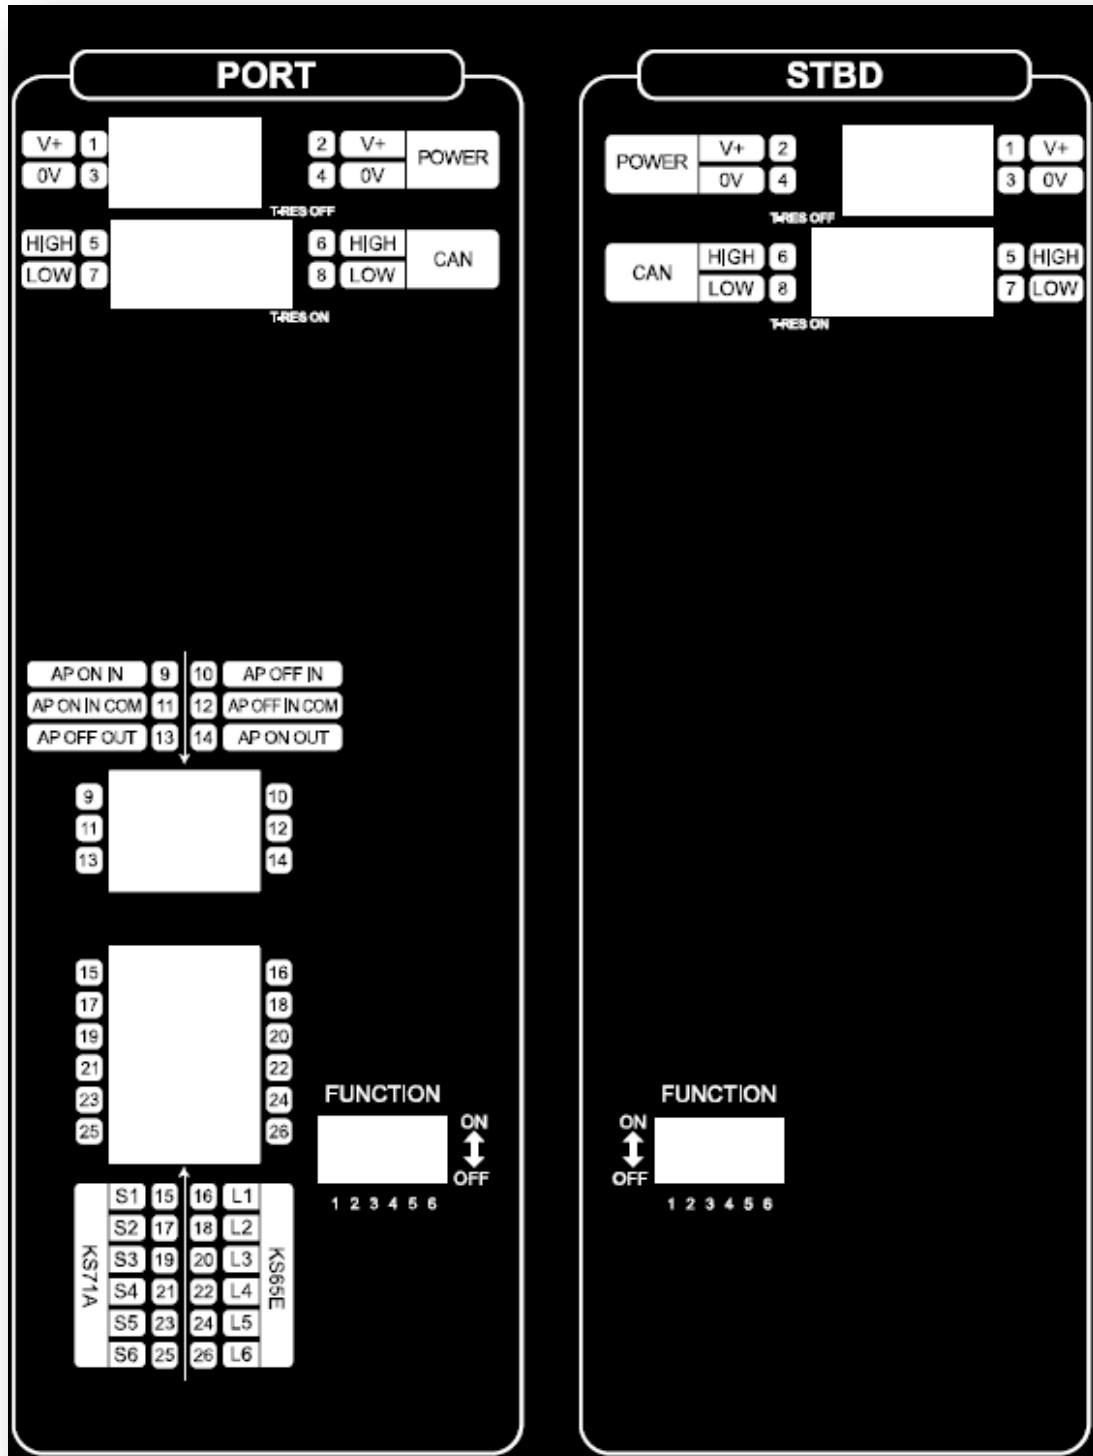 PORT
V+ 1 2 V+ POWER
0V 3 4 0V
T-RES OFF
HIGH 5 6 HIGH CAN
LOW 7 8 LOW
T-RES ON
AP ON IN 9 10 AP OFF IN
AP ON IN COM 11 12 AP OFF IN COM
AP OFF OUT 13 14 AP ON OUT
9 10
11 12
13 14
15 16
17 18
19 20
21 22
23 24
25 26
FUNCTION
ON
OFF
1 2 3 4 5 6
KS71A
S1 15 16 L1
S2 17 18 L2
S3 19 20 L3
S4 21 22 L4
S5 23 24 L5
S6 25 26 L6
KS65E
STBD
POWER V+ 2 1 V+
0V 4 3 0V
T-RES OFF
CAN HIGH 6 5 HIGH
LOW 8 7 LOW
T-RES ON
FUNCTION
ON
OFF
1 2 3 4 5 6